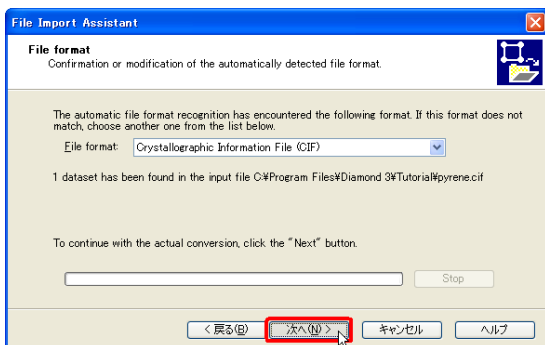 File Import Assistant
File format
Confirmation or modification of the automatically detected file format.
The automatic file format recognition has encountered the following format. If this format does not
match, choose another one from the list below.
File format: Crystallographic Information File (CIF)
1 dataset has been found in the input file C:¥Program Files¥Diamond 3¥Tutorial¥pyrene.cif
To continue with the actual conversion, click the "Next" button.
Stop
< 戻る(B) 次へ(N) > キャンセル ヘルプ